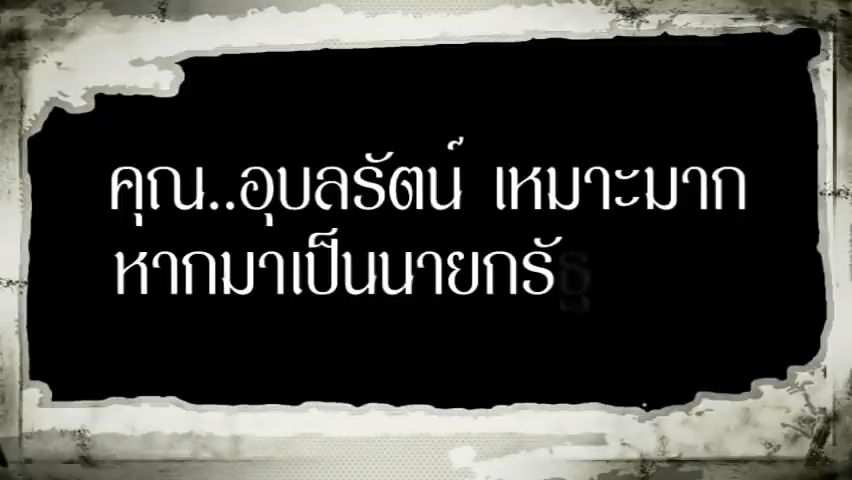 คุณ..อุบลรัตน์ เหมาะมาก
หากมาเป็นนายกรัฐ